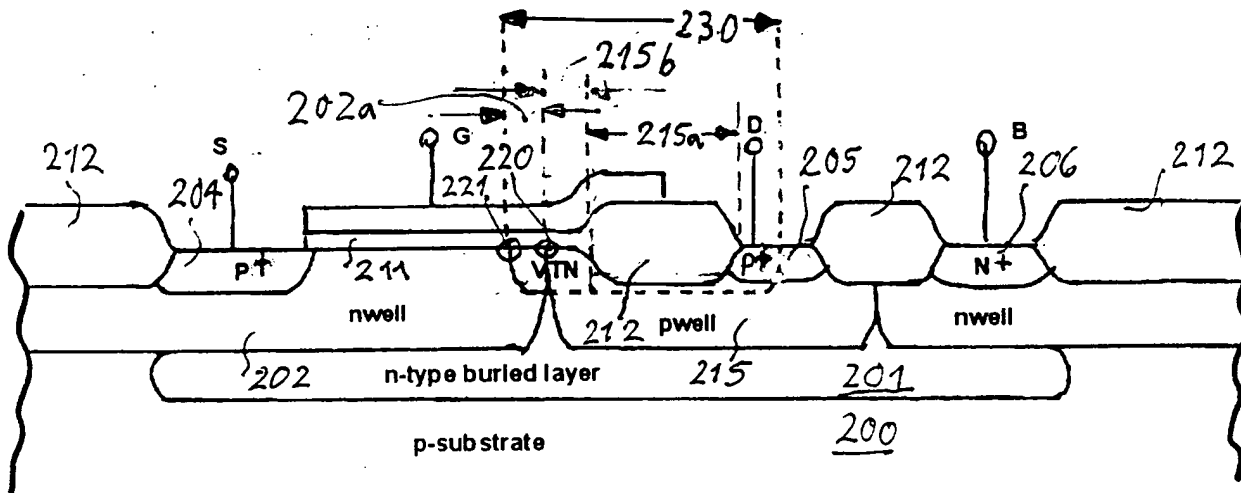 230
215b
202a
G
215a
D
S
220
205
212
B
206
212
212
204
221
P+
211
VTN
P+
N+
nwell
212
pwell
nwell
202
n-type buried layer
215
201
p-substrate
200